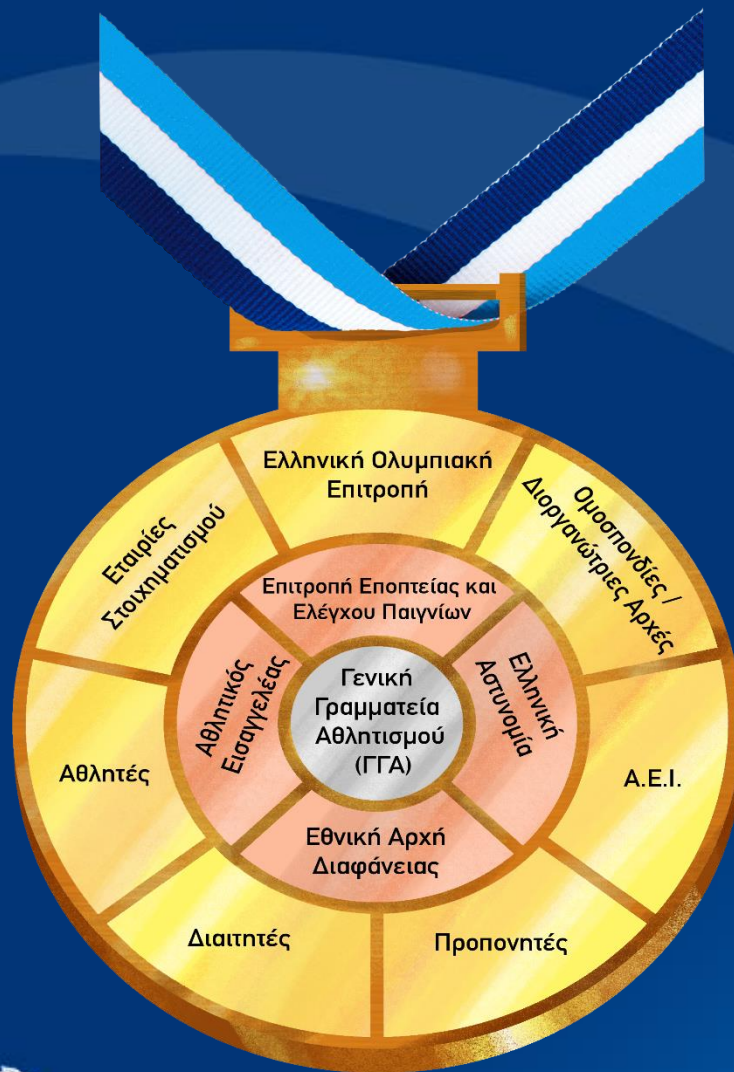 Ελληνική Ολυμπιακή
Επιτροπή
Ομοσπονδίες /
Διοργανώτριες Αρχές
Α.Ε.Ι.
Προπονητές
Διαιτητές
Αθλητές
Εταιρίες
Στοιχηματισμού
Επιτροπή Εποπτείας και
Ελέγχου Παιγνίων
Ελληνική
Αστυνομία
Εθνική Αρχή
Διαφάνειας
Αθλητικός
Εισαγγελέας
Γενική
Γραμματεία
Αθλητισμού
(ΓΓΑ)